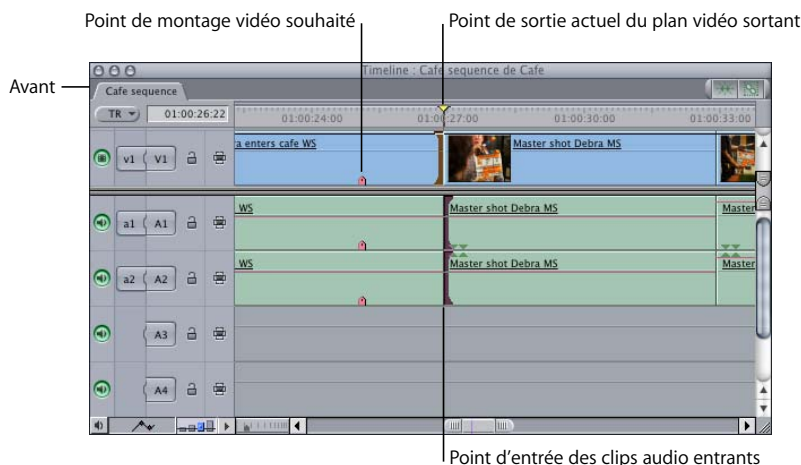 Point de montage vidéo souhaité
Point de sortie actuel du plan vidéo sortant
Timeline : Cafe sequence de Cafe
Avant
Cafe sequence
TR
01:00:26:22
01:00:24:00
01:00:27:00
01:00:30:00
01:00:33:00
v1
V1
a enters cafe WS
Master shot Debra MS
a1
A1
WS
Master shot Debra MS
Master
a2
A2
WS
Master shot Debra MS
Master
A3
A4
Point d'entrée des clips audio entrants